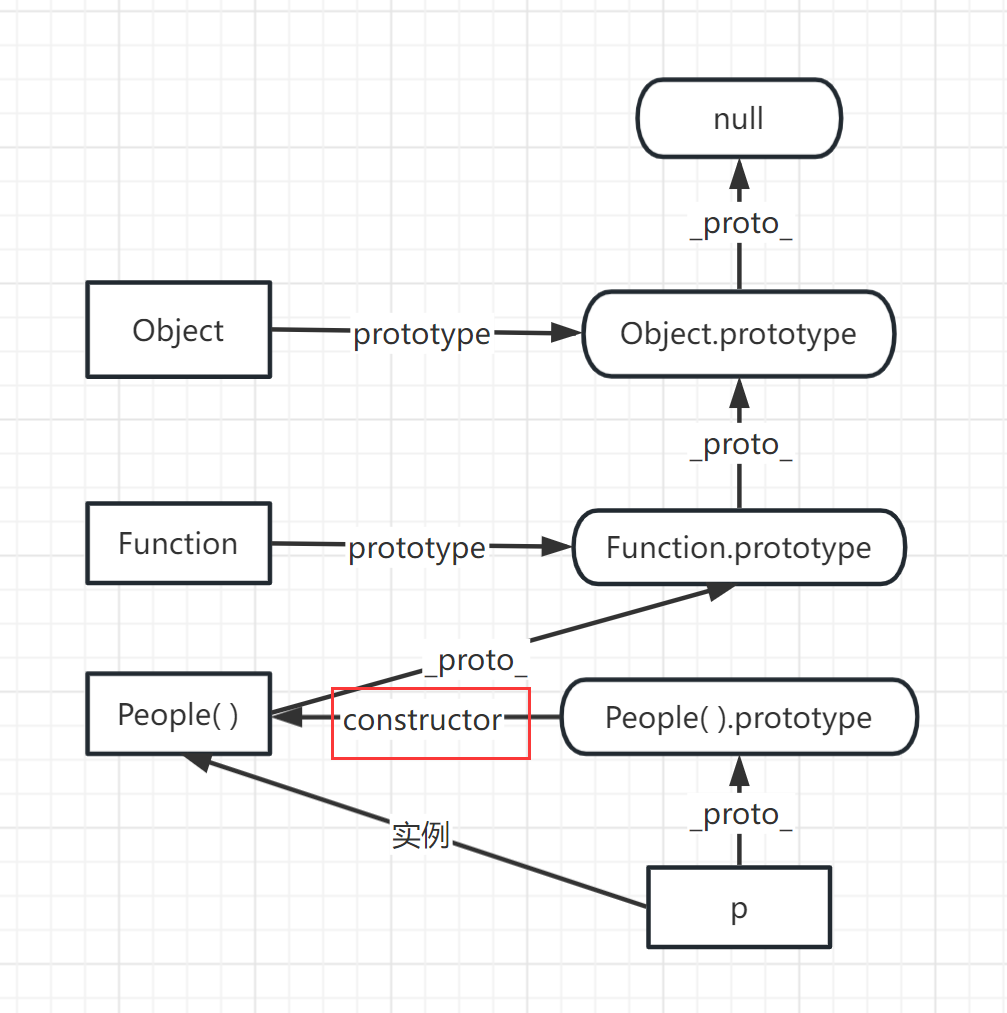 null
_proto_
Object
prototype
Object.prototype
_proto_
Function
prototype
Function.prototype
_proto_
People( )
constructor
People( ).prototype
_proto_
实例
p